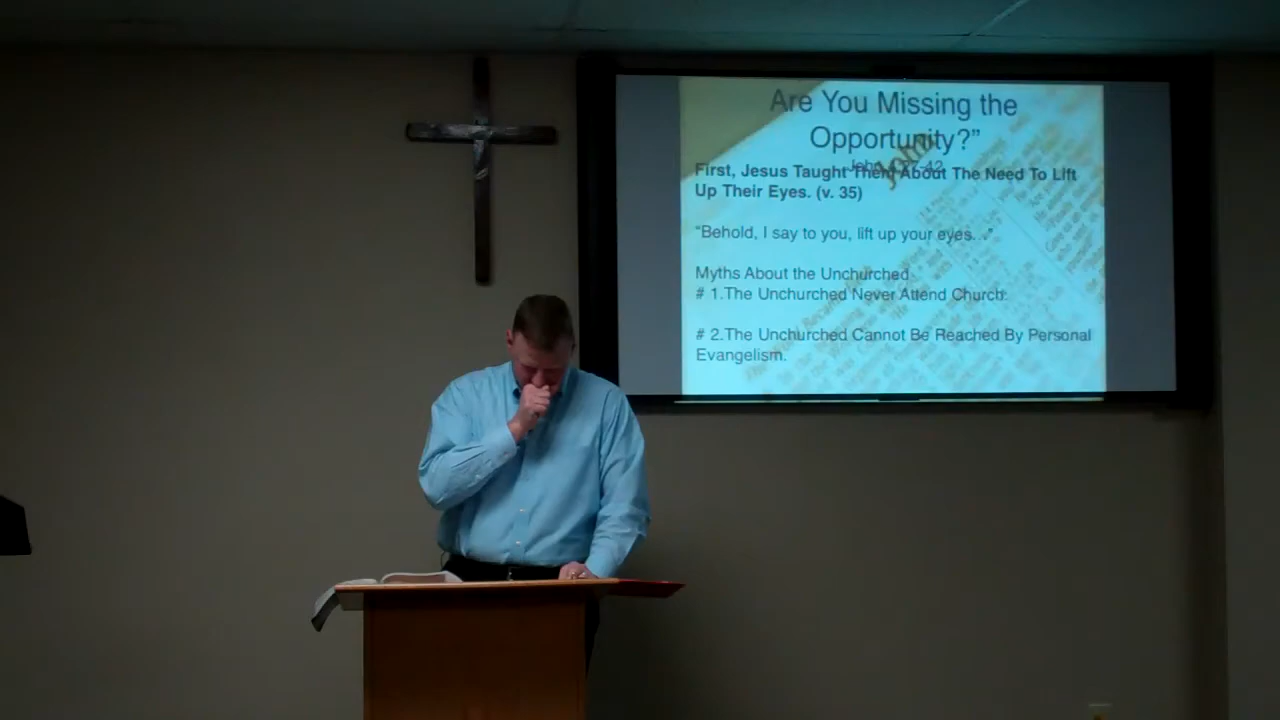 Are You Missing the
Opportunity?”
John
First, Jesus Taught Them About The Need To Lift
Up Their Eyes. (v. 35)
“Behold, I say to you, lift up your eyes…”
Myths About the Unchurched
# 1.The Unchurched Never Attend Church.
# 2.The Unchurched Cannot Be Reached By Personal
Evangelism.